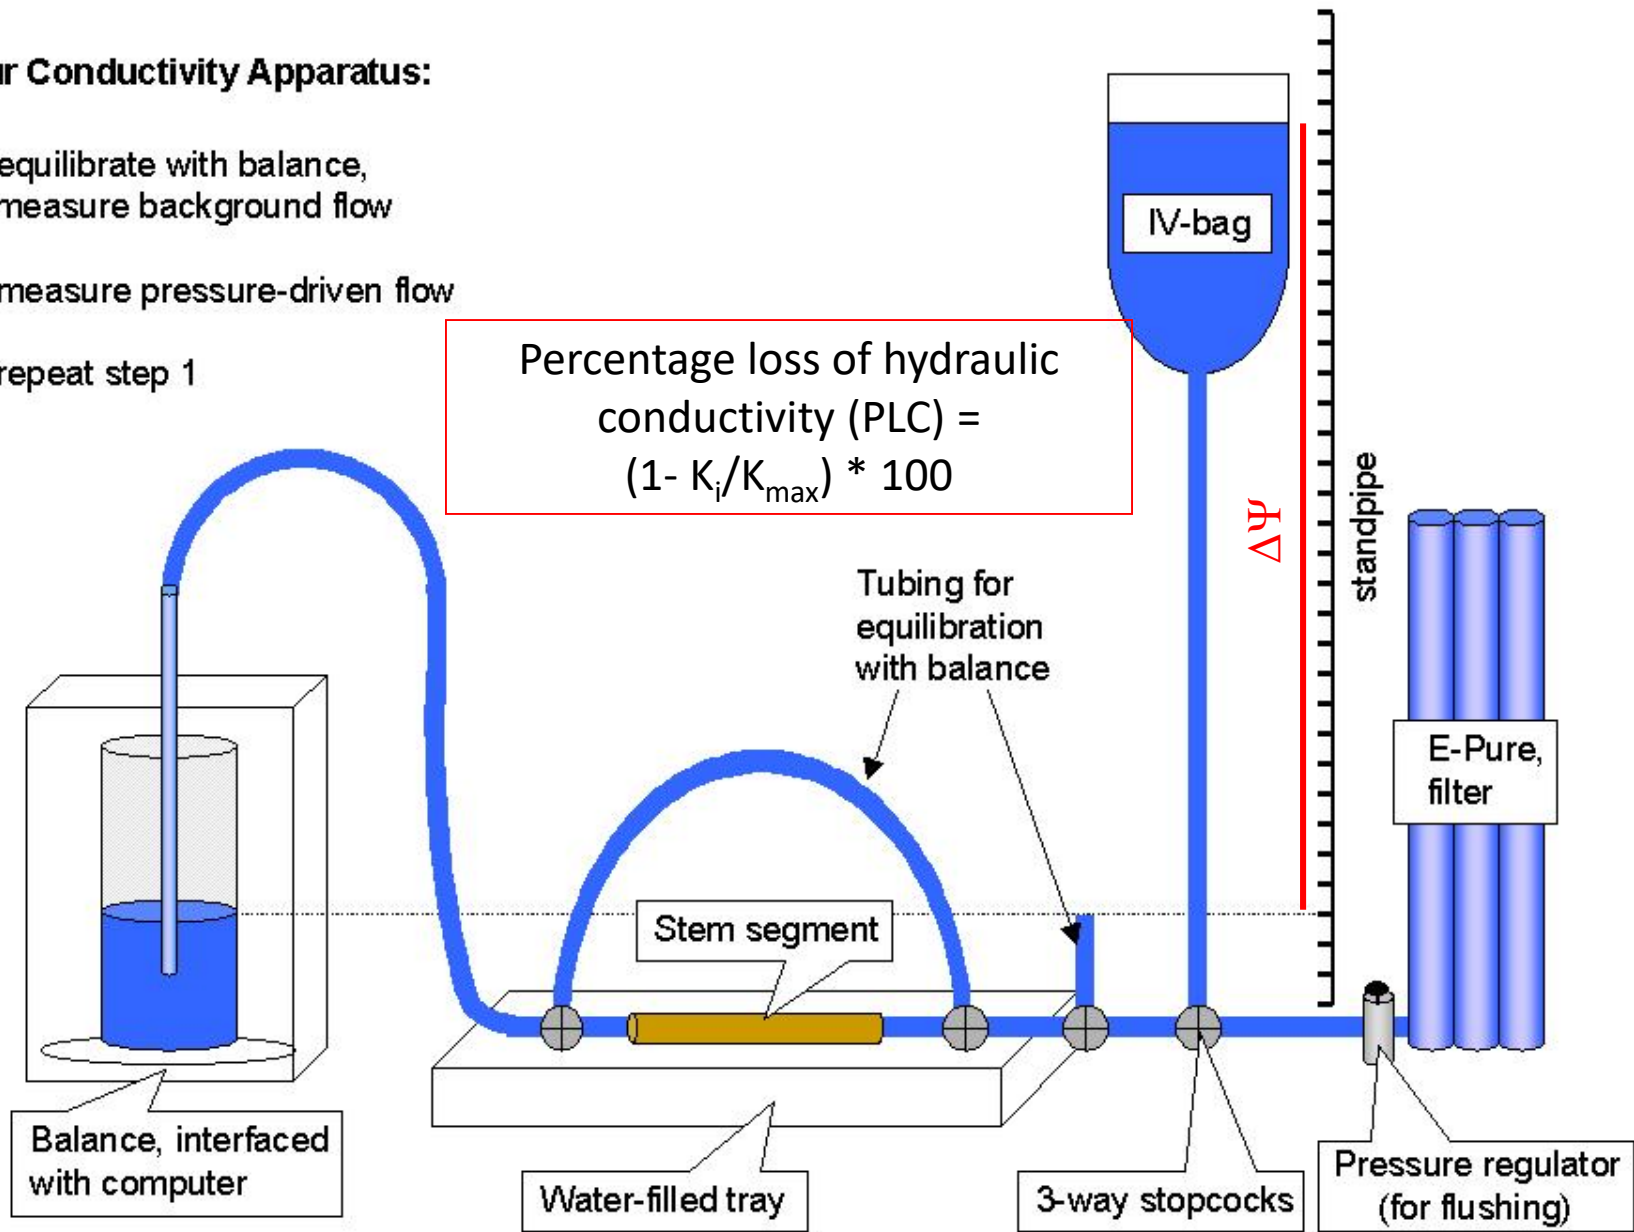 ur Conductivity Apparatus:
equilibrate with balance,
measure background flow
measure pressure-driven flow
repeat step 1
Percentage loss of hydraulic
conductivity (PLC) =
(1- Ki/Kmax) * 100
IV-bag
ΔΨ
standpipe
Tubing for
equilibration
with balance
E-Pure,
filter
Stem segment
Balance, interfaced
with computer
Water-filled tray
3-way stopcocks
Pressure regulator
(for flushing)